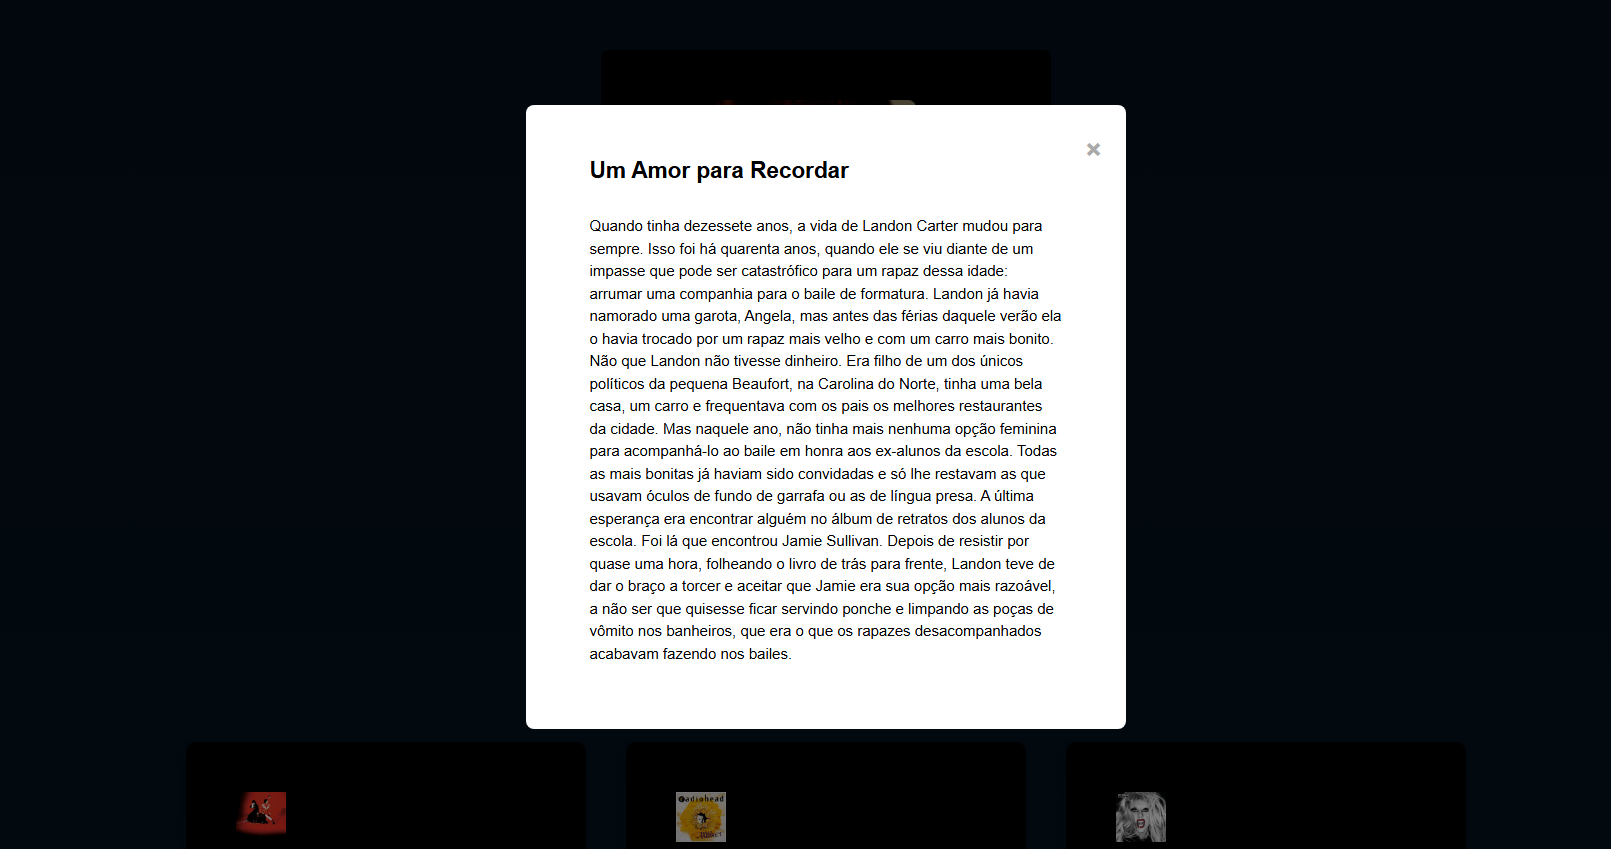 ×
Um Amor para Recordar
Quando tinha dezessete anos, a vida de Landon Carter mudou para
sempre. Isso foi há quarenta anos, quando ele se viu diante de um
impasse que pode ser catastrófico para um rapaz dessa idade:
arrumar uma companhia para o baile de formatura. Landon já havia
namorado uma garota, Angela, mas antes das férias daquele verão ela
o havia trocado por um rapaz mais velho e com um carro mais bonito.
Não que Landon não tivesse dinheiro. Era filho de um dos únicos
políticos da pequena Beaufort, na Carolina do Norte, tinha uma bela
casa, um carro e frequentava com os pais os melhores restaurantes
da cidade. Mas naquele ano, não tinha mais nenhuma opção feminina
para acompanhá-lo ao baile em honra aos ex-alunos da escola. Todas
as mais bonitas já haviam sido convidadas e só lhe restavam as que
usavam óculos de fundo de garrafa ou as de língua presa. A última
esperança era encontrar alguém no álbum de retratos dos alunos da
escola. Foi lá que encontrou Jamie Sullivan. Depois de resistir por
quase uma hora, folheando o livro de trás para frente, Landon teve de
dar o braço a torcer e aceitar que Jamie era sua opção mais razoável,
a não ser que quisesse ficar servindo ponche e limpando as poças de
vômito nos banheiros, que era o que os rapazes desacompanhados
acabavam fazendo nos bailes.
radiohead